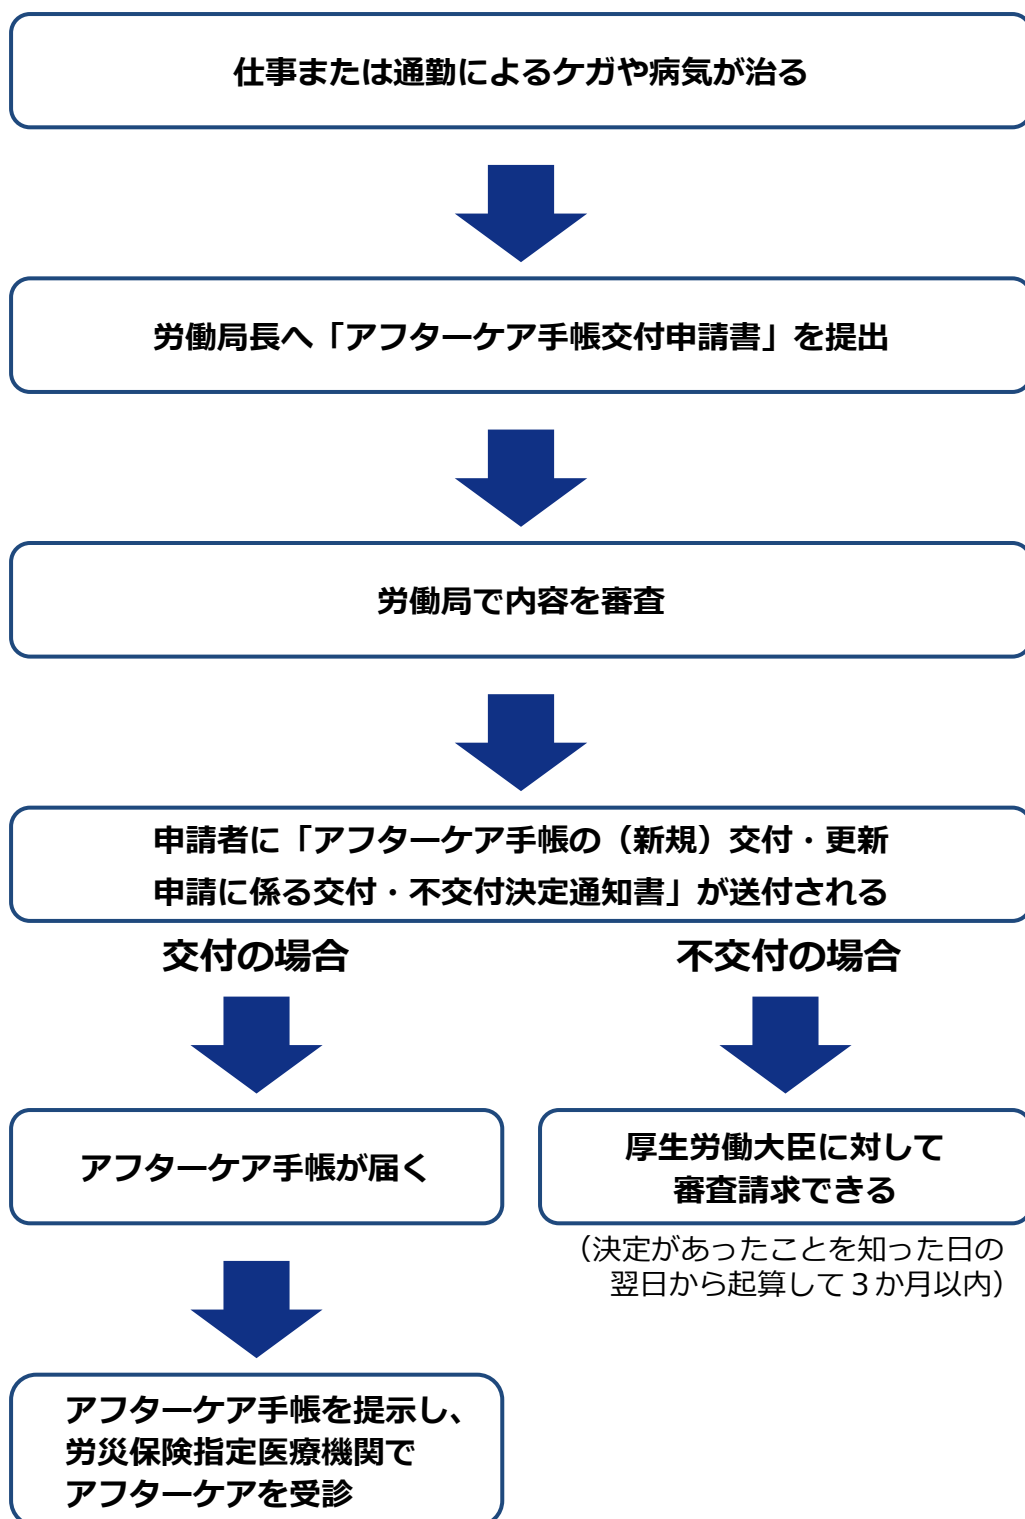 仕事または通勤によるケガや病気が治る
労働局長へ「アフターケア手帳交付申請書」を提出
労働局で内容を審査
申請者に「アフターケア手帳の（新規）交付・更新
申請に係る交付・不交付決定通知書」が送付される
交付の場合
不交付の場合
アフターケア手帳が届く
厚生労働大臣に対して
審査請求できる
（決定があったことを知った日の
翌日から起算して３か月以内）
アフターケア手帳を提示し、
労災保険指定医療機関で
アフターケアを受診